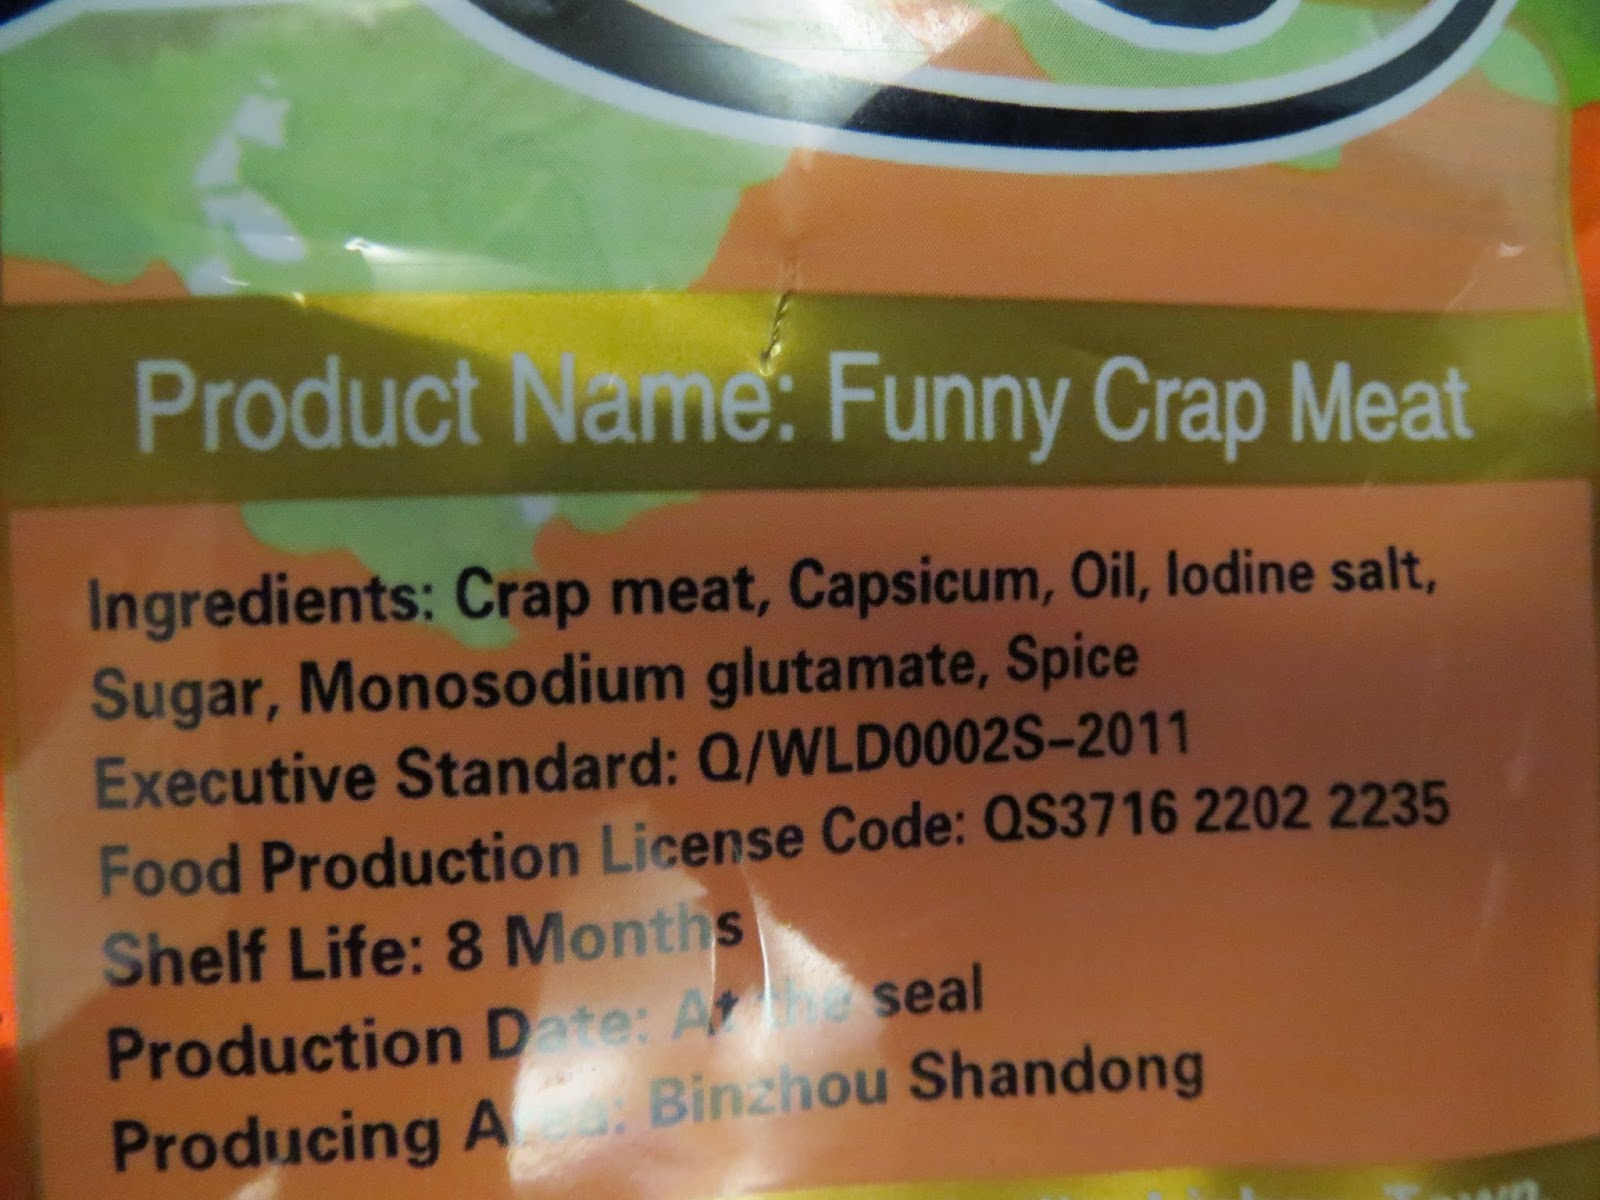 Product Name: Funny Crap Meat
Ingredients: Crap meat, Capsicum, Oil, Iodine salt,
Sugar, Monosodium glutamate, Spice
Executive Standard: Q/WLD0002S-2011
Food Production License Code: QS3716 2202 2235
Shelf Life: 8 Months
Production Date: At the seal
Producing Area: Binzhou Shandong
Town